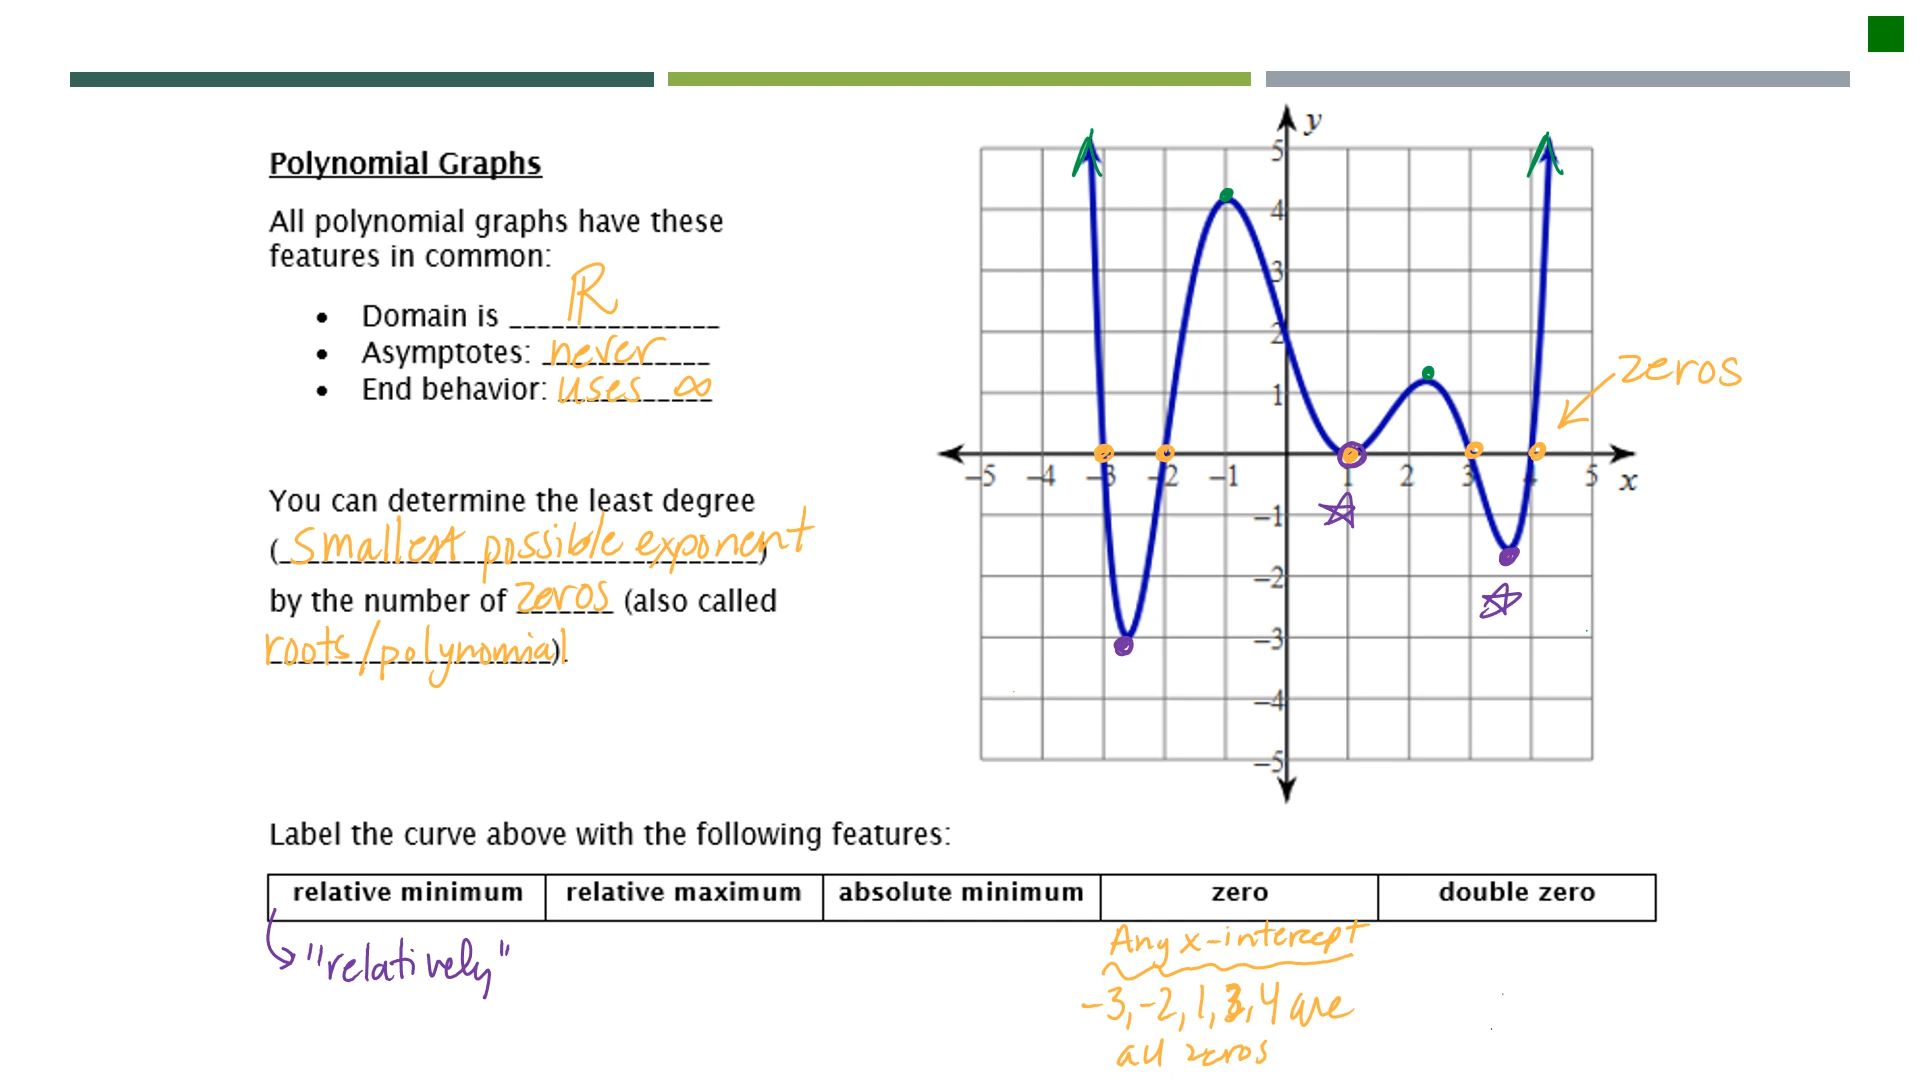 Polynomial Graphs
All polynomial graphs have these
features in common:
• Domain is ℝ
• Asymptotes: never
• End behavior: uses ∞
You can determine the least degree
(smallest possible exponent)
by the number of zeros (also called
roots/polynomial).
y
5
4
3
2
1
zeros
-5 -4 -3 -2 -1 1 2 3 4 5 x
-1
-2
-3
-4
-5
Label the curve above with the following features:
relative minimum relative maximum absolute minimum zero double zero
"relatively"
Any x-intercept
-3, -2, 1, 3, 4 are
all zeros